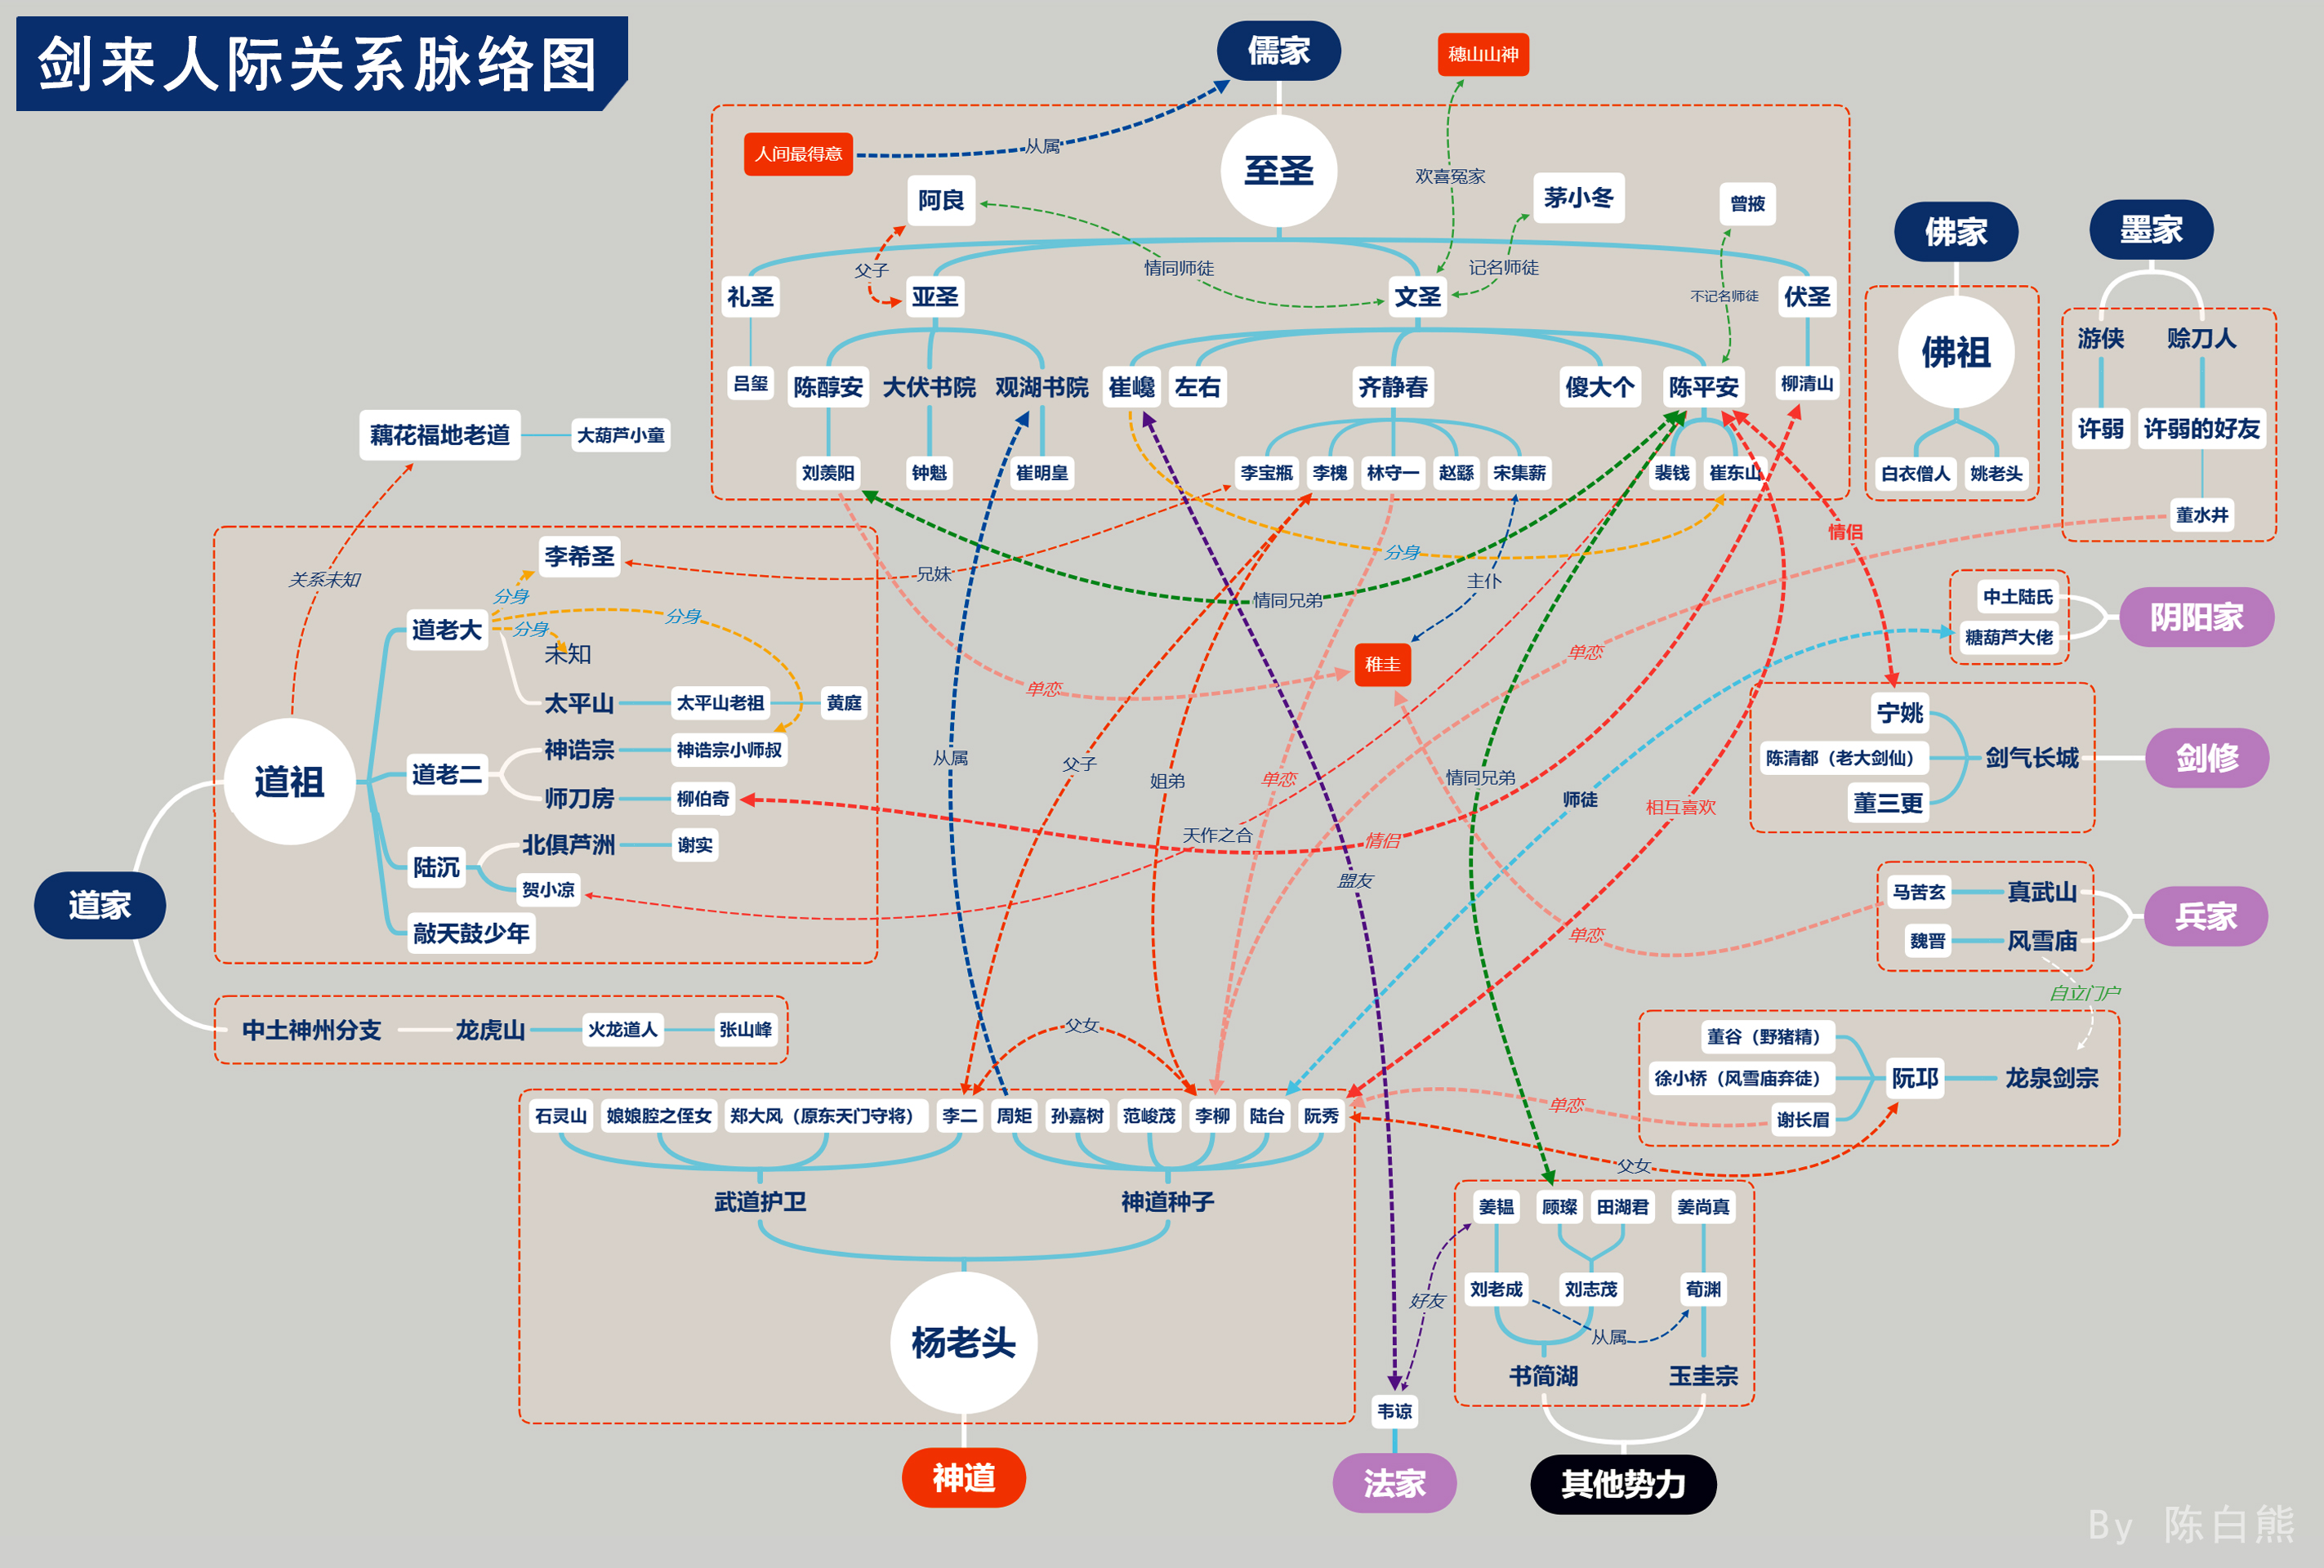 剑来人际关系脉络图
儒家
穗山山神
人间最得意
从属
至圣
欢喜冤家
阿良
茅小冬
曾掖
佛家
墨家
父子
情同师徒
记名师徒
不记名师徒
礼圣
亚圣
文圣
伏圣
佛祖
游侠
赊刀人
吕玺
陈醇安
大伏书院
观湖书院
崔巉
左右
齐静春
傻大个
陈平安
柳清山
藕花福地老道
大葫芦小童
许弱
许弱的好友
刘羡阳
钟魁
崔明皇
李宝瓶
李槐
林守一
赵繇
宋集薪
裴钱
崔东山
白衣僧人
姚老头
董水井
情侣
李希圣
分身
关系未知
兄妹
主仆
分身
情同兄弟
中土陆氏
阴阳家
道老大
分身
分身
糖葫芦大佬
未知
单恋
稚圭
单恋
太平山
太平山老祖
黄庭
宁姚
神诰宗
神诰宗小师叔
从属
陈清都（老大剑仙）
剑气长城
剑修
道祖
道老二
父子
姐弟
单恋
情同兄弟
师徒
相互喜欢
董三更
师刀房
柳伯奇
天作之合
情侣
北俱芦洲
谢实
陆沉
贺小凉
盟友
马苦玄
真武山
兵家
道家
敲天鼓少年
单恋
魏晋
风雪庙
自立门户
中土神州分支
龙虎山
火龙道人
张山峰
父女
董谷（野猪精）
徐小桥（风雪庙弃徒）
阮邛
龙泉剑宗
谢长眉
单恋
石灵山
娘娘腔之侄女
郑大风（原东天门守将）
李二
周矩
孙嘉树
范峻茂
李柳
陆台
阮秀
父女
武道护卫
神道种子
姜韫
顾璨
田湖君
姜尚真
刘老成
刘志茂
荀渊
好友
从属
杨老头
书简湖
玉圭宗
韦谅
神道
法家
其他势力
By 陈白熊